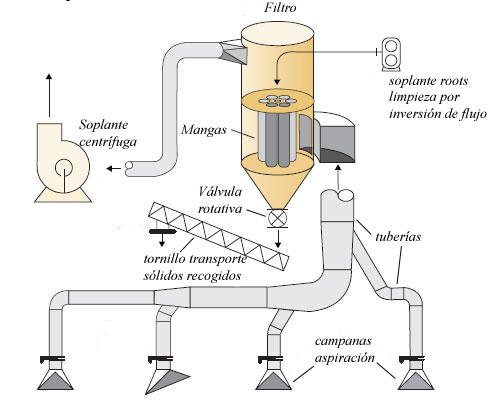 Filtro
soplante roots
limpieza por
inversión de flujo
Soplante
centrífuga
Mangas
Válvula
rotativa
tuberías
tornillo transporte
sólidos recogidos
campanas
aspiración